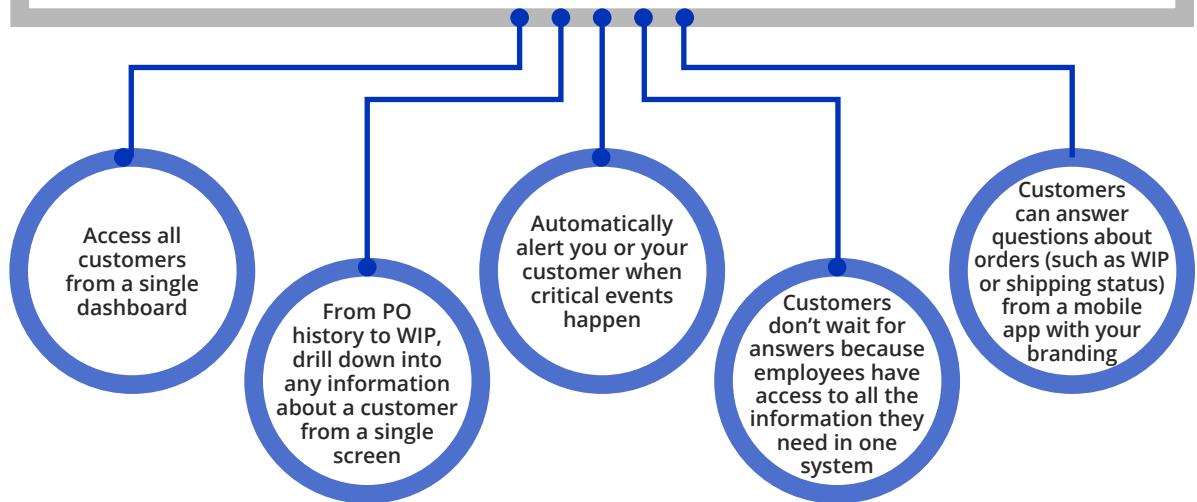 Access all
customers
from a single
dashboard
From PO
history to WIP,
drill down into
any information
about a customer
from a single
screen
Automatically
alert you or your
customer when
critical events
happen
Customers
don’t wait for
answers because
employees have
access to all the
information they
need in one
system
Customers
can answer
questions about
orders (such as WIP
or shipping status)
from a mobile
app with your
branding